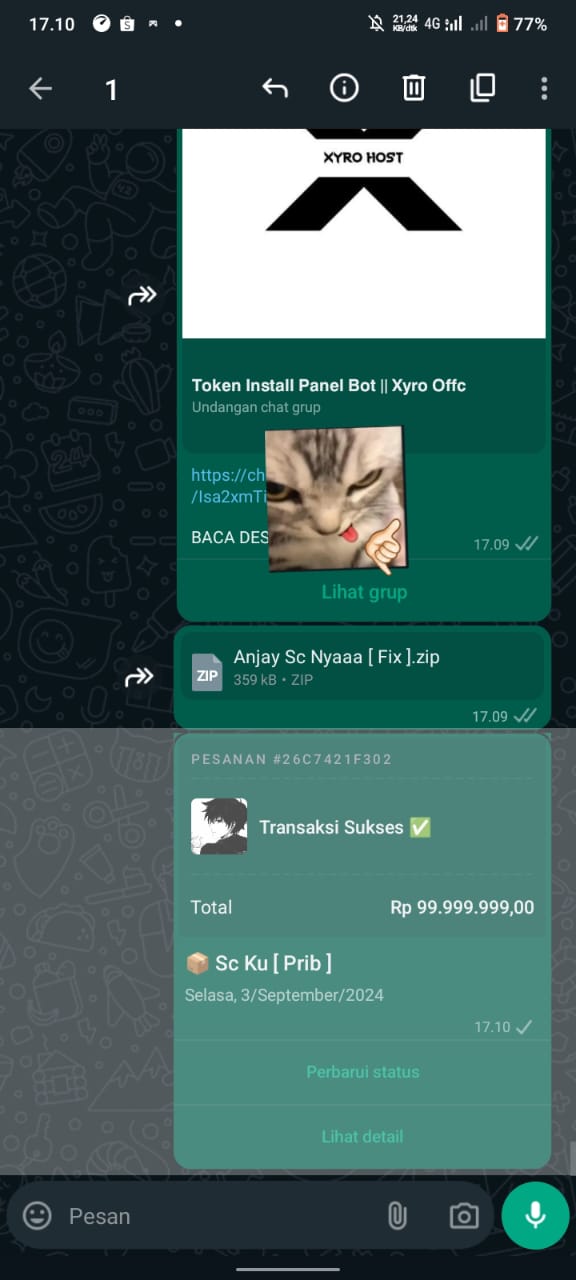 17.10
21,24
KB/dtk
4G
77%
1
XYRO HOST
Token Install Panel Bot || Xyro Offc
Undangan chat grup
https://ch
/Isa2xmTi
BACA DES
17.09
Lihat grup
ZIP
Anjay Sc Nyaaa [ Fix ].zip
359 kB • ZIP
17.09
PESANAN #26C7421F302
Transaksi Sukses ✅
Total
Rp 99.999.999,00
📦 Sc Ku [ Prib ]
Selasa, 3/September/2024
17.10
Perbarui status
Lihat detail
Pesan